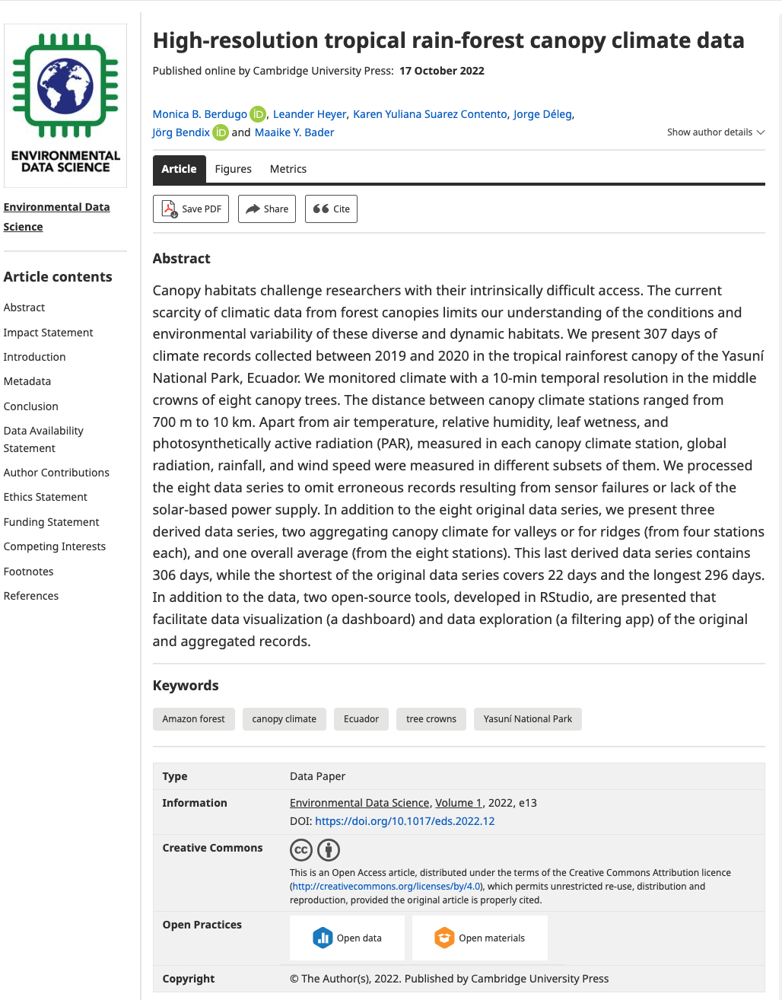 ENVIRONMENTAL
DATA SCIENCE
Environmental Data
Science
Article contents
Abstract
Impact Statement
Introduction
Metadata
Conclusion
Data Availability
Statement
Author Contributions
Ethics Statement
Funding Statement
Competing Interests
Footnotes
References
High-resolution tropical rain-forest canopy climate data
Published online by Cambridge University Press: 17 October 2022
Monica B. Berdugo iD, Leander Heyer, Karen Yuliana Suarez Contento, Jorge Déleg,
Jörg Bendix iD and Maaike Y. Bader
Show author details
Article Figures Metrics
Save PDF Share Cite
Abstract
Canopy habitats challenge researchers with their intrinsically difficult access. The current
scarcity of climatic data from forest canopies limits our understanding of the conditions and
environmental variability of these diverse and dynamic habitats. We present 307 days of
climate records collected between 2019 and 2020 in the tropical rainforest canopy of the Yasuní
National Park, Ecuador. We monitored climate with a 10-min temporal resolution in the middle
crowns of eight canopy trees. The distance between canopy climate stations ranged from
700 m to 10 km. Apart from air temperature, relative humidity, leaf wetness, and
photosynthetically active radiation (PAR), measured in each canopy climate station, global
radiation, rainfall, and wind speed were measured in different subsets of them. We processed
the eight data series to omit erroneous records resulting from sensor failures or lack of the
solar-based power supply. In addition to the eight original data series, we present three
derived data series, two aggregating canopy climate for valleys or for ridges (from four stations
each), and one overall average (from the eight stations). This last derived data series contains
306 days, while the shortest of the original data series covers 22 days and the longest 296 days.
In addition to the data, two open-source tools, developed in RStudio, are presented that
facilitate data visualization (a dashboard) and data exploration (a filtering app) of the original
and aggregated records.
Keywords
Amazon forest canopy climate Ecuador tree crowns Yasuní National Park
Type Data Paper
Information Environmental Data Science, Volume 1, 2022, e13
DOI: https://doi.org/10.1017/eds.2022.12
Creative Commons cc
This is an Open Access article, distributed under the terms of the Creative Commons Attribution licence
(http://creativecommons.org/licenses/by/4.0), which permits unrestricted re-use, distribution and
reproduction, provided the original article is properly cited.
Open Practices Open data Open materials
Copyright © The Author(s), 2022. Published by Cambridge University Press